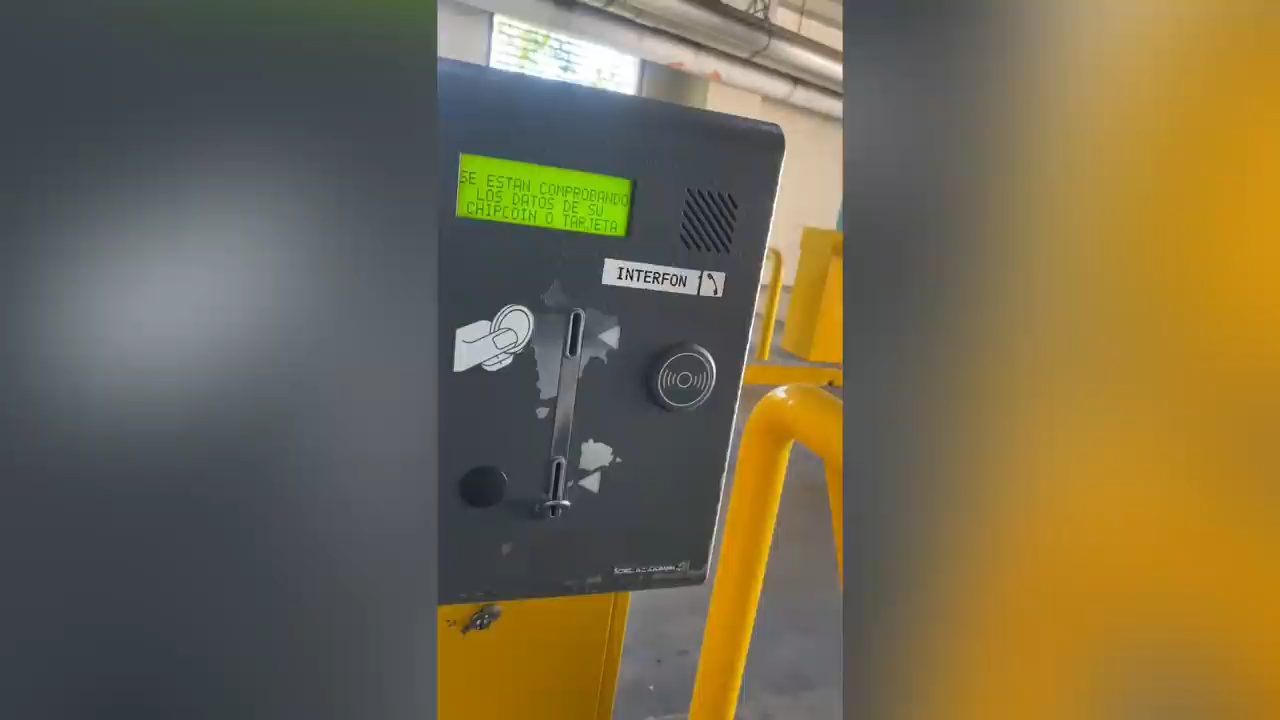 SE ESTAN COMPROBANDO
LOS DATOS DE SU
CHIPCOIN O TARJETA
INTERFON